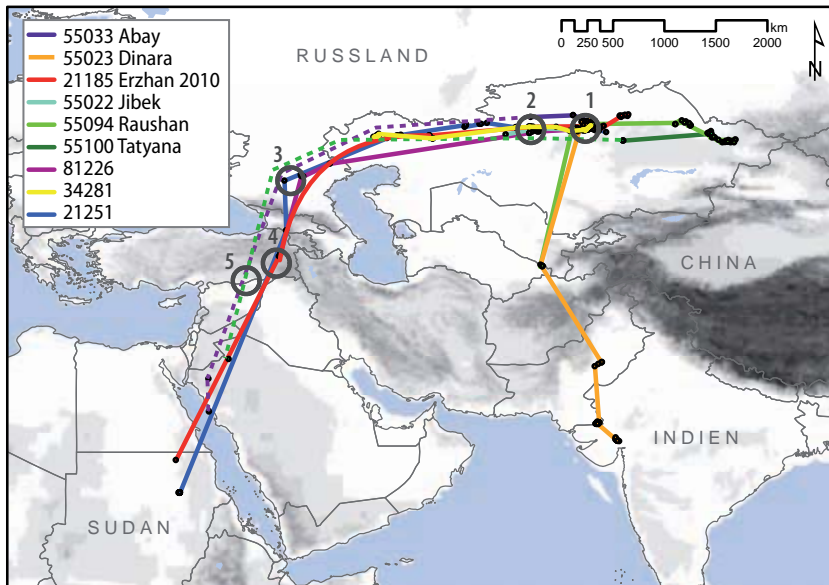 55033 Abay
55023 Dinara
21185 Erzhan 2010
55022 Jibek
55094 Raushan
55100 Tatyana
81226
34281
21251
RUSSLAND
km
0 250 500 1000 1500 2000
N
2
1
3
4
5
CHINA
INDIEN
SUDAN